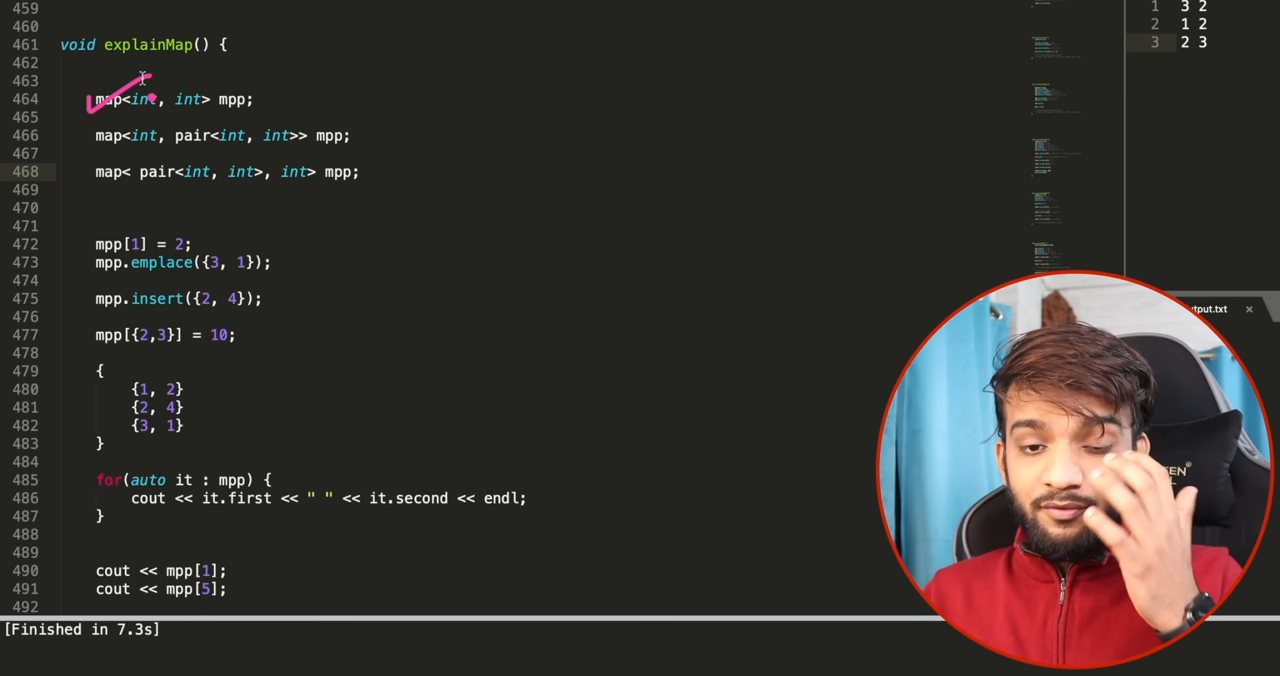 459
460
461 void explainMap() {
462
463
464 map<int, int> mpp;
465
466 map<int, pair<int, int>> mpp;
467
468 map< pair<int, int>, int> mpp;
469
470
471
472 mpp[1] = 2;
473 mpp.emplace({3, 1});
474
475 mpp.insert({2, 4});
476
477 mpp[{2,3}] = 10;
478
479 {
480 {1, 2}
481 {2, 4}
482 {3, 1}
483 }
484
485 for(auto it : mpp) {
486 cout << it.first << " " << it.second << endl;
487 }
488
489
490 cout << mpp[1];
491 cout << mpp[5];
492
[Finished in 7.3s]
1 3 2
2 1 2
3 2 3
utput.txt ×